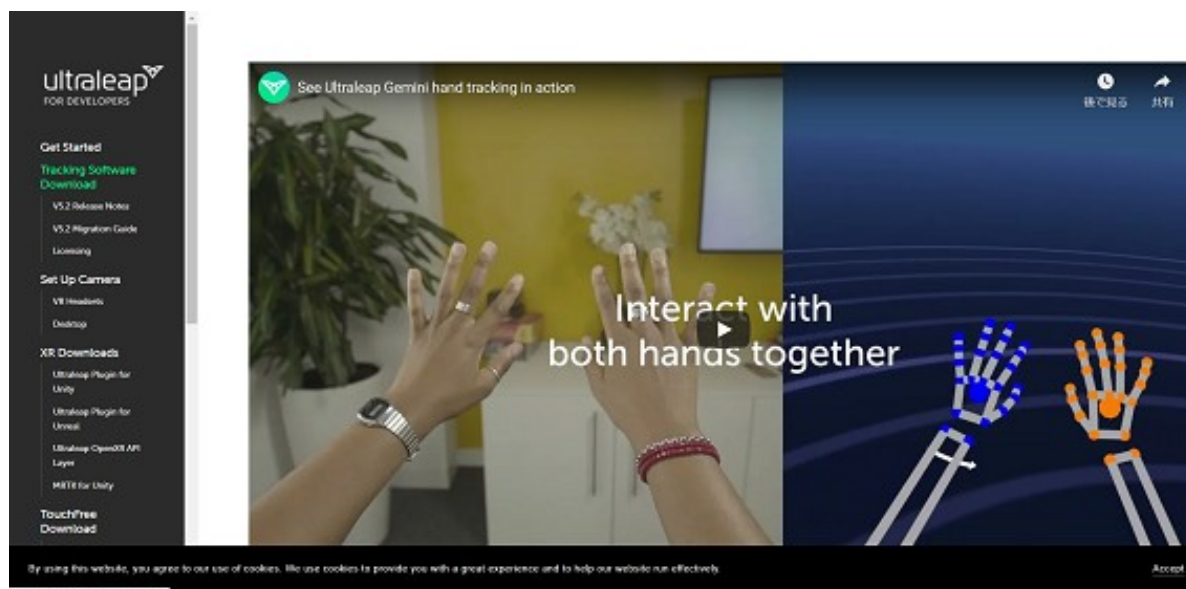 ultraleap
FOR DEVELOPERS
Get Started
Tracking Software
Download
V5.2 Release Notes
V5.2 Migration Guide
Licensing
Set Up Camera
VR Headsets
Desktop
XR Downloads
Ultraleap Plugin for
Unity
Ultraleap Plugin for
Unreal
Ultraleap OpenXR API
Layer
MRTK for Unity
TouchFree
Download
See Ultraleap Gemini hand tracking in action
後で見る
共有
Interact with
both hands together
By using this website, you agree to our use of cookies. We use cookies to provide you with a great experience and to help our website run effectively.
Accept